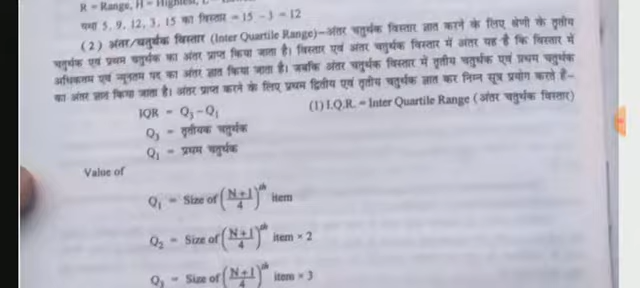 R = Range, H = Highest, L =
यथा 5, 9, 12, 3, 15 का विस्तार = 15 - 3 = 12
(2) अंतर/चतुर्थक विस्तार (Inter Quartile Range)–अंतर चतुर्थक विस्तार ज्ञात करने के लिए श्रेणी के तृतीय
चतुर्थक एवं प्रथम चतुर्थक का अंतर प्राप्त किया जाता है। विस्तार एवं अंतर चतुर्थक विस्तार में अंतर यह है कि विस्तार में
अधिकतम एवं न्यूनतम पर का अंतर ज्ञात किया जाता है। जबकि अंतर चतुर्थक विस्तार में तृतीय चतुर्थक एवं प्रथम चतुर्थक
का अंतर ज्ञात किया जाता है। अंतर प्राप्त करने के लिए प्रथम द्वितीय एवं तृतीय चतुर्थक ज्ञात कर निम्न सूत्र प्रयोग करते है–
IQR = Q₃ – Q₁ (1) I.Q.R. = Inter Quartile Range (अंतर चतुर्थक विस्तार)
Q₃ = तृतीयक चतुर्थक
Q₁ = प्रथम चतुर्थक
Value of
Q₁ = Size of ((N+1)/4)th item
Q₂ = Size of ((N+1)/4)th item × 2
Q₃ = Size of ((N+1)/4)th item × 3